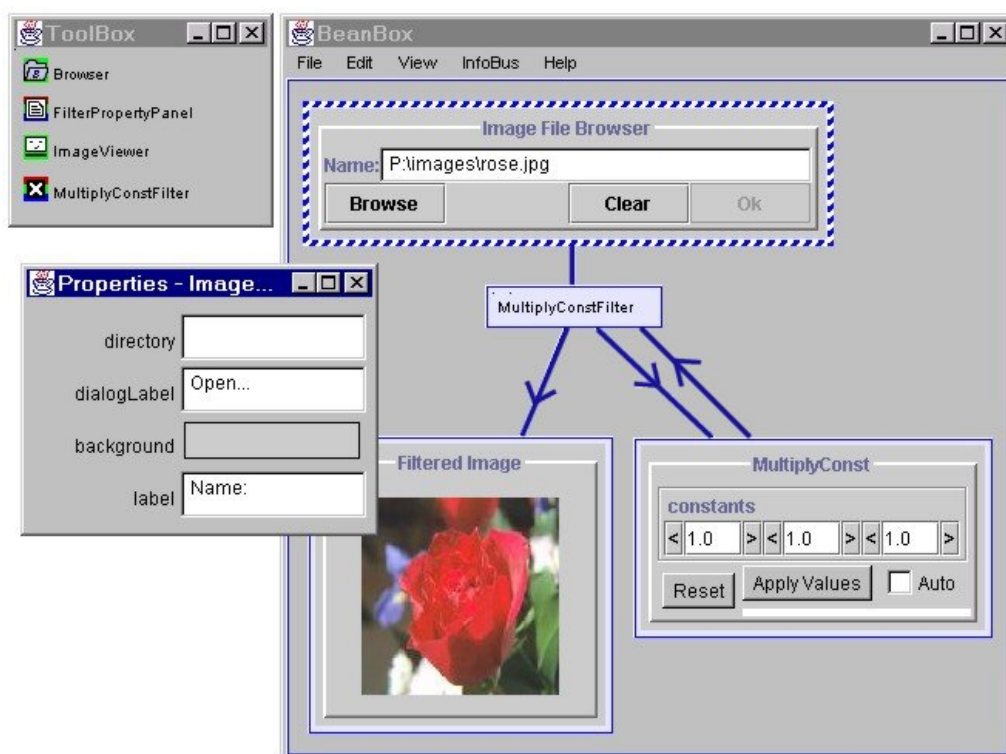 ToolBox
Browser
FilterPropertyPanel
ImageViewer
MultiplyConstFilter
BeanBox
File Edit View InfoBus Help
Image File Browser
Name: P:\images\rose.jpg
Browse Clear Ok
MultiplyConstFilter
Properties - Image...
directory
dialogLabel Open...
background
label Name:
Filtered Image
MultiplyConst
constants
< 1.0 > < 1.0 > < 1.0 >
Reset Apply Values Auto